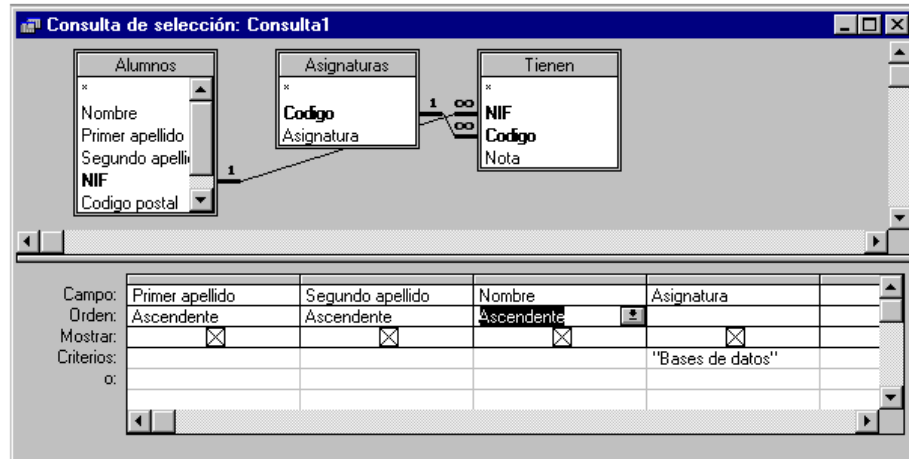 Consulta de selección: Consulta1
Alumnos
*
Nombre
Primer apellido
Segundo apelli
NIF
Codigo postal
1
Asignaturas
*
Codigo
Asignatura
1
∞
∞
Tienen
*
NIF
Codigo
Nota
Campo: Primer apellido Segundo apellido Nombre Asignatura
Orden: Ascendente Ascendente Ascendente
Mostrar:
Criterios: "Bases de datos"
o: